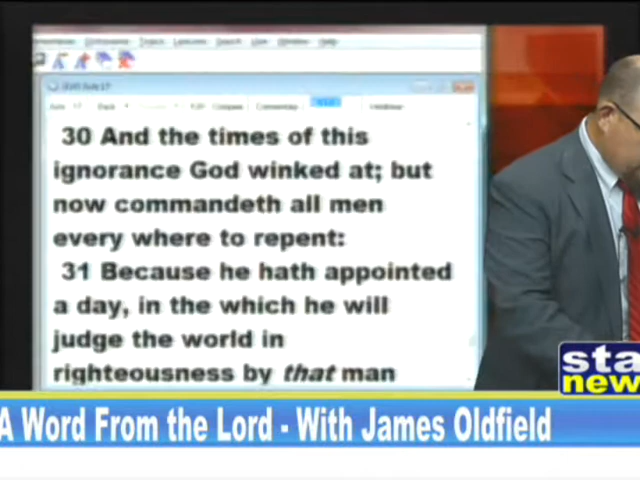 30 And the times of this
ignorance God winked at; but
now commandeth all men
every where to repent:
31 Because he hath appointed
a day, in the which he will
judge the world in
righteousness by that man
sta
new
A Word From the Lord - With James Oldfield